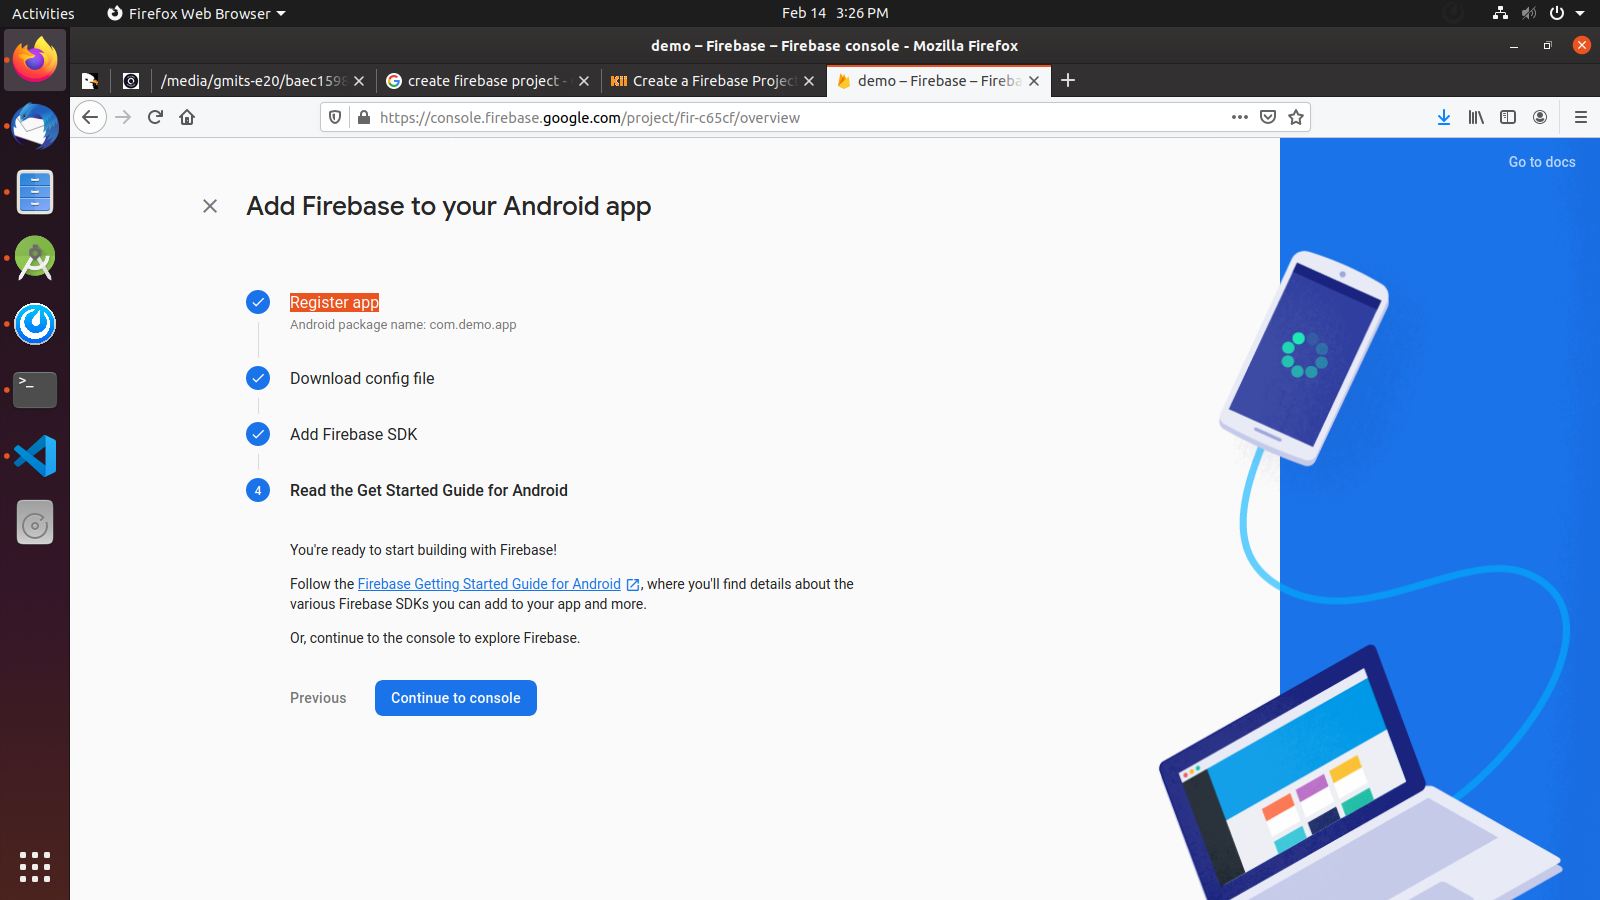 Activities
Firefox Web Browser
Feb 14 3:26 PM
demo – Firebase – Firebase console - Mozilla Firefox
/media/gmits-e20/baec1598
create firebase project -
Create a Firebase Project
demo – Firebase – Fireba
https://console.firebase.google.com/project/fir-c65cf/overview
Go to docs
Add Firebase to your Android app
Register app
Android package name: com.demo.app
Download config file
Add Firebase SDK
4 Read the Get Started Guide for Android
You're ready to start building with Firebase!
Follow the Firebase Getting Started Guide for Android , where you'll find details about the
various Firebase SDKs you can add to your app and more.
Or, continue to the console to explore Firebase.
Previous
Continue to console